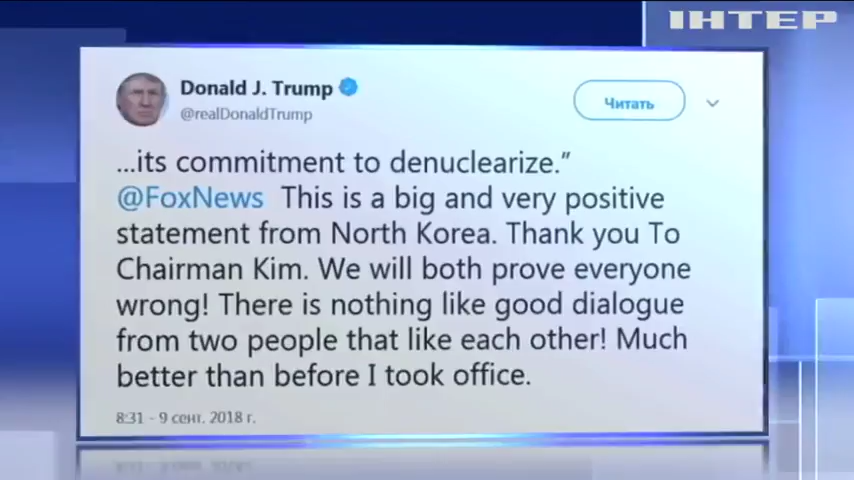 ІНТЕР
Donald J. Trump
@realDonaldTrump
Читать
...its commitment to denuclearize.”
@FoxNews This is a big and very positive
statement from North Korea. Thank you To
Chairman Kim. We will both prove everyone
wrong! There is nothing like good dialogue
from two people that like each other! Much
better than before I took office.
8:31 - 9 сент. 2018 г.